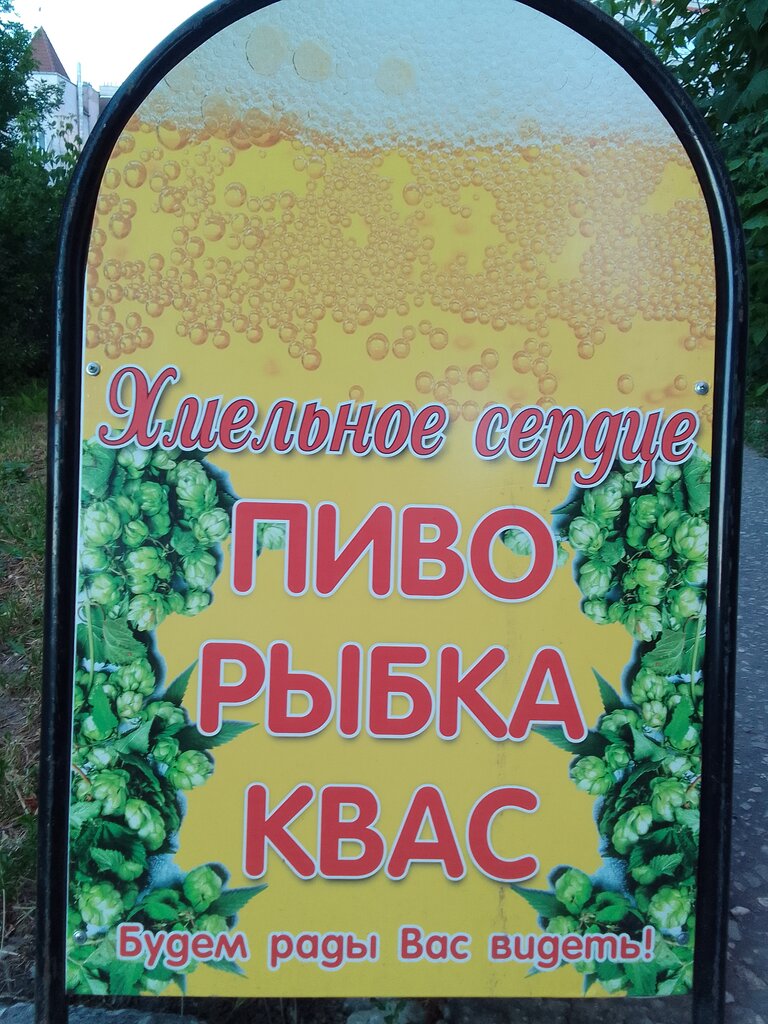 Хмельное сердце
ПИВО
РЫБКА
КВАС
Будем рады Вас видеть!